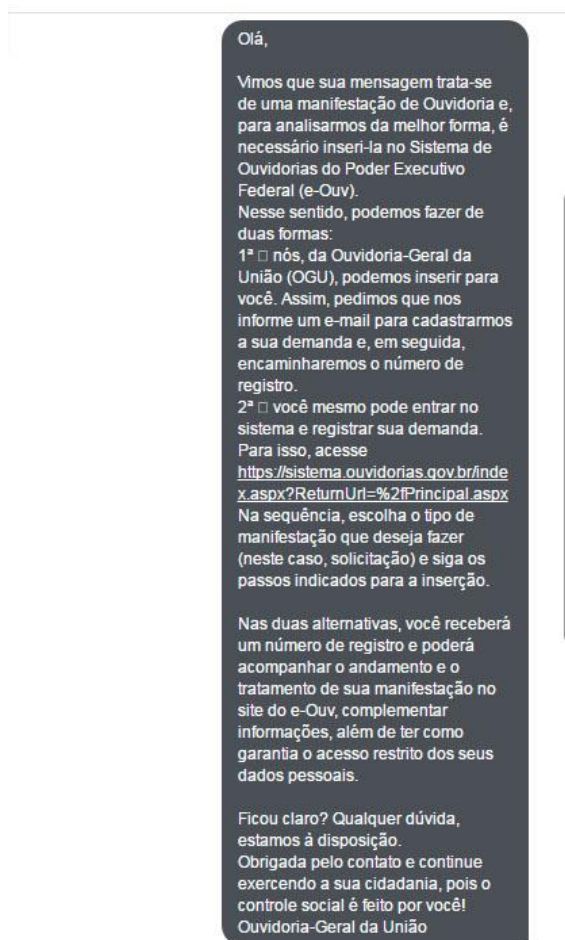 Olá,
Vimos que sua mensagem trata-se
de uma manifestação de Ouvidoria e,
para analisarmos da melhor forma, é
necessário inseri-la no Sistema de
Ouvidorias do Poder Executivo
Federal (e-Ouv).
Nesse sentido, podemos fazer de
duas formas:
1ª □ nós, da Ouvidoria-Geral da
União (OGU), podemos inserir para
você. Assim, pedimos que nos
informe um e-mail para cadastrarmos
a sua demanda e, em seguida,
encaminharemos o número de
registro.
2ª □ você mesmo pode entrar no
sistema e registrar sua demanda.
Para isso, acesse
https://sistema.ouvidorias.gov.br/inde
x.aspx?ReturnUrl=%2fPrincipal.aspx
Na sequência, escolha o tipo de
manifestação que deseja fazer
(neste caso, solicitação) e siga os
passos indicados para a inserção.
Nas duas alternativas, você receberá
um número de registro e poderá
acompanhar o andamento e o
tratamento de sua manifestação no
site do e-Ouv, complementar
informações, além de ter como
garantia o acesso restrito dos seus
dados pessoais.
Ficou claro? Qualquer dúvida,
estamos à disposição.
Obrigada pelo contato e continue
exercendo a sua cidadania, pois o
controle social é feito por você!
Ouvidoria-Geral da União